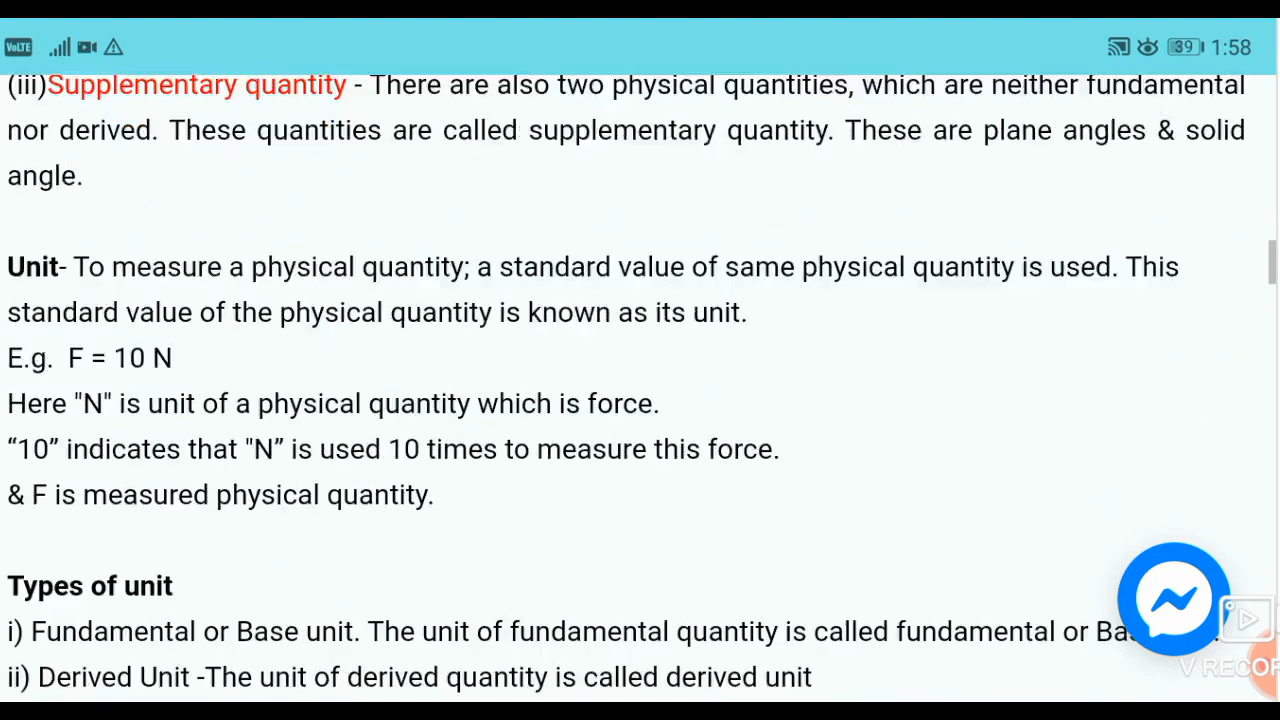 VoLTE 39 1:58
(iii)Supplementary quantity - There are also two physical quantities, which are neither fundamental
nor derived. These quantities are called supplementary quantity. These are plane angles & solid
angle.
Unit- To measure a physical quantity; a standard value of same physical quantity is used. This
standard value of the physical quantity is known as its unit.
E.g. F = 10 N
Here "N" is unit of a physical quantity which is force.
“10” indicates that "N” is used 10 times to measure this force.
& F is measured physical quantity.
Types of unit
i) Fundamental or Base unit. The unit of fundamental quantity is called fundamental or
ii) Derived Unit -The unit of derived quantity is called derived unit
V RECOR